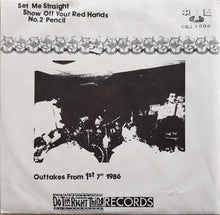 Set Me Straight
Show Off Your Red Hands
No.2 Pencil
CSJ 1096
Outtakes From 1st 7" 1986
DO THE RIGHT THING RECORDS